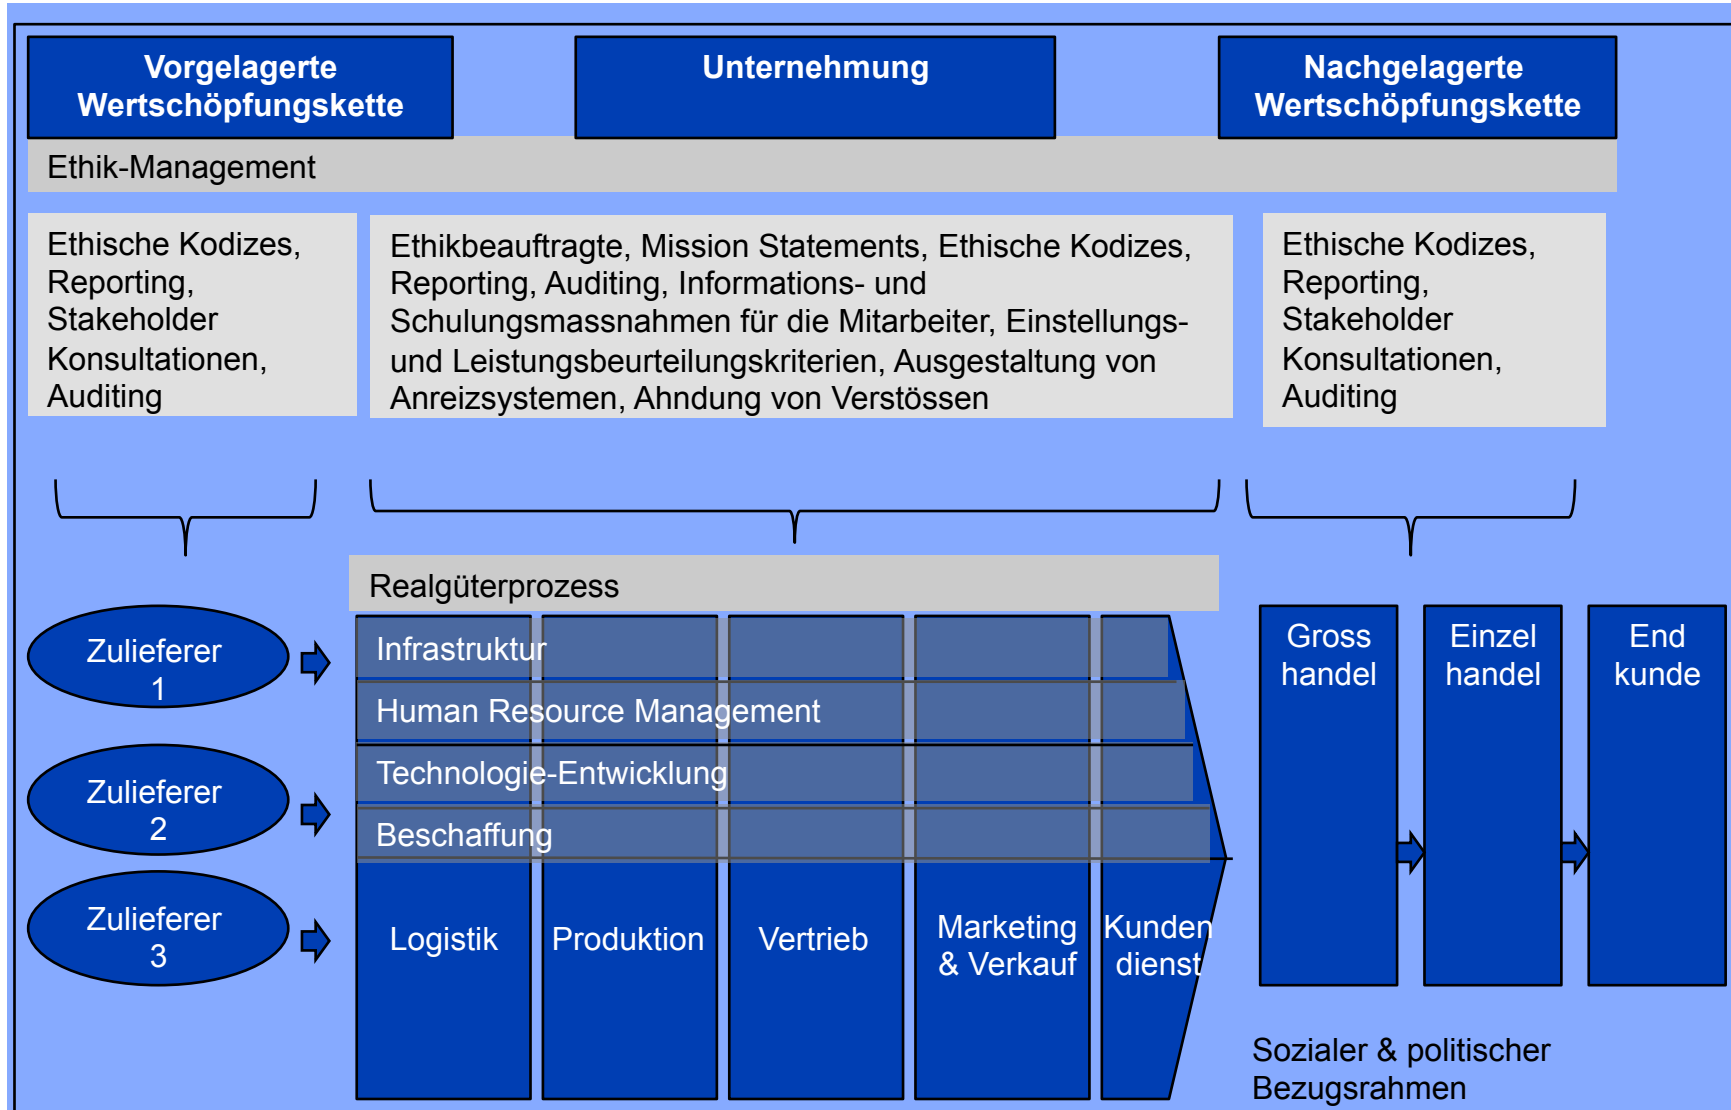 Vorgelagerte
Wertschöpfungskette
Unternehmung
Nachgelagerte
Wertschöpfungskette
Ethik-Management
Ethische Kodizes,
Reporting,
Stakeholder
Konsultationen,
Auditing
Ethikbeauftragte, Mission Statements, Ethische Kodizes,
Reporting, Auditing, Informations- und
Schulungsmassnahmen für die Mitarbeiter, Einstellungs-
und Leistungsbeurteilungskriterien, Ausgestaltung von
Anreizsystemen, Ahndung von Verstössen
Ethische Kodizes,
Reporting,
Stakeholder
Konsultationen,
Auditing
Realgüterprozess
Zulieferer
1
Zulieferer
2
Zulieferer
3
Infrastruktur
Human Resource Management
Technologie-Entwicklung
Beschaffung
Logistik
Produktion
Vertrieb
Marketing
& Verkauf
Kunden
dienst
Gross
handel
Einzel
handel
End
kunde
Sozialer & politischer
Bezugsrahmen